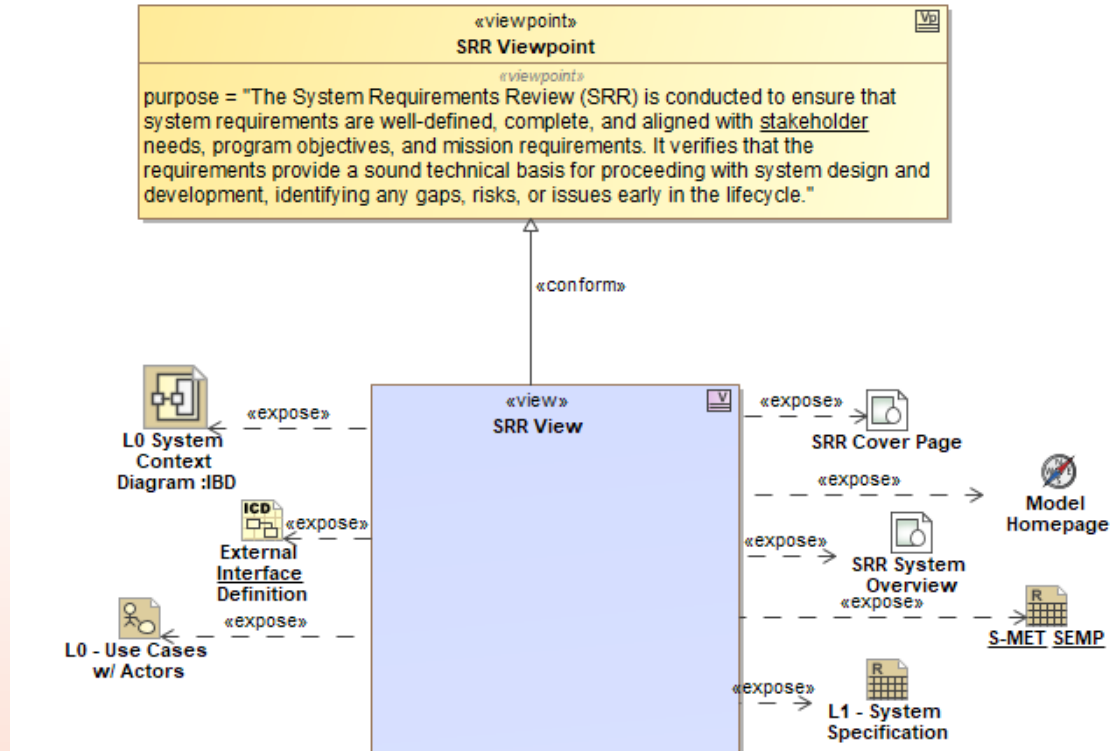 «viewpoint»
Vp
SRR Viewpoint
«viewpoint»
purpose = "The System Requirements Review (SRR) is conducted to ensure that
system requirements are well-defined, complete, and aligned with stakeholder
needs, program objectives, and mission requirements. It verifies that the
requirements provide a sound technical basis for proceeding with system design and
development, identifying any gaps, risks, or issues early in the lifecycle."
«conform»
«view»
V
SRR View
«expose»
L0 System
Context
Diagram :IBD
ICD
«expose»
External
Interface
Definition
«expose»
L0 - Use Cases
w/ Actors
«expose»
SRR Cover Page
«expose»
N
Model
Homepage
«expose»
SRR System
Overview
«expose»
R
S-MET SEMP
«expose»
R
L1 - System
Specification